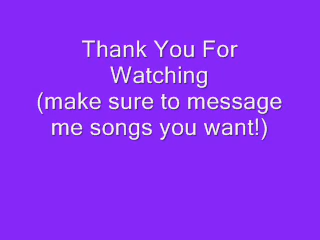 Thank You For
Watching
(make sure to message
me songs you want!)